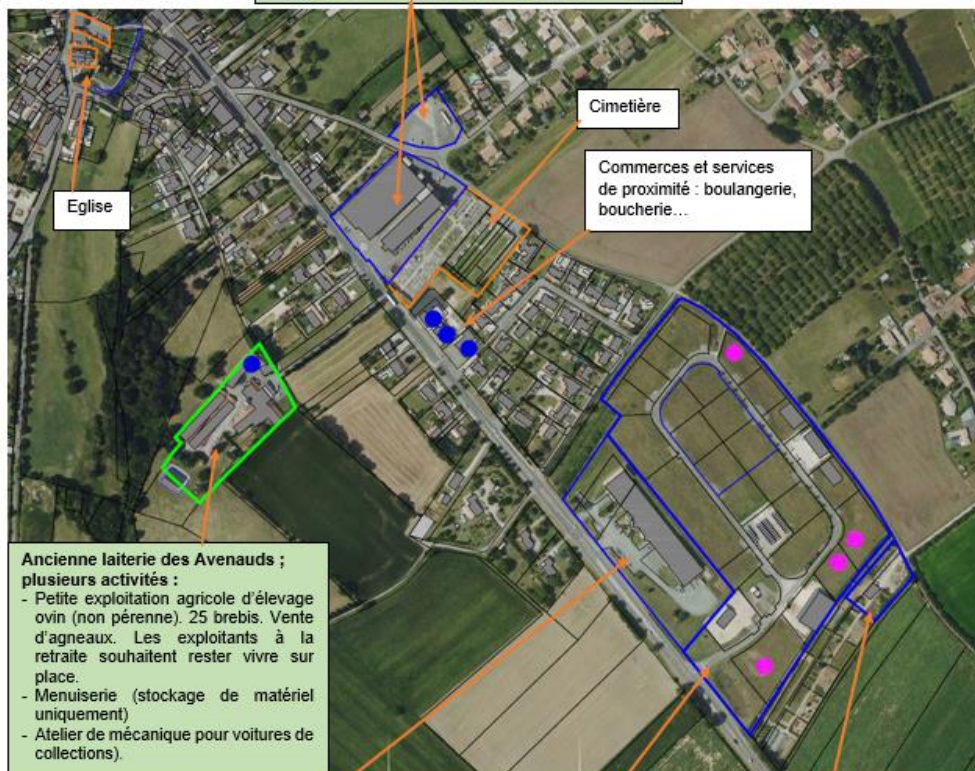 Cimetière
Commerces et services
de proximité : boulangerie,
boucherie…
Eglise
Ancienne laiterie des Avenauds ;
plusieurs activités :
- Petite exploitation agricole d’élevage
ovin (non pérenne). 25 brebis. Vente
d’agneaux. Les exploitants à la
retraite souhaitent rester vivre sur
place.
- Menuiserie (stockage de matériel
uniquement)
- Atelier de mécanique pour voitures de
collections).